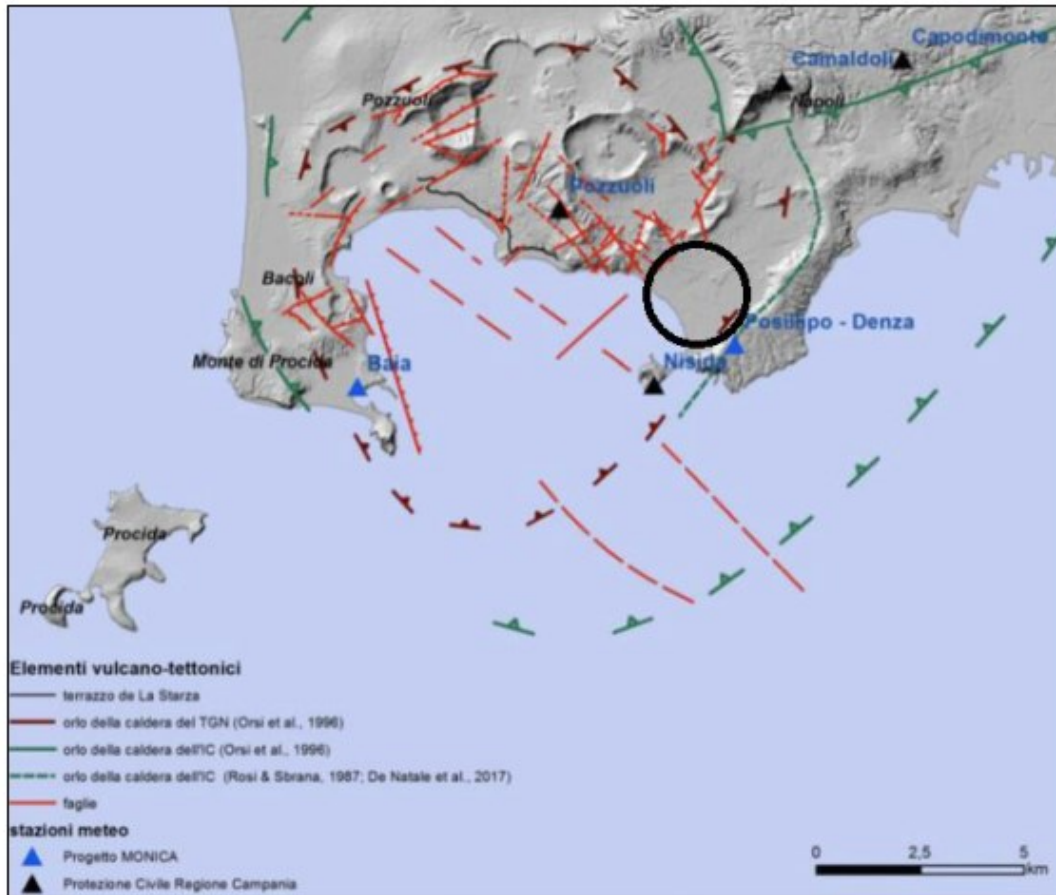 Capodimonte
Camaldoli
Napoli
Pozzuoli
Pozzuoli
Bacoli
Posillipo - Denza
Monte di Procida
Baia
Nisida
Procida
Procida
Elementi vulcano-tettonici
terrazzo de La Starza
orlo della caldera del TGN (Orsi et al., 1996)
orlo della caldera dell'IC (Orsi et al., 1996)
orlo della caldera dell'IC (Rosi & Sbrana, 1987; De Natale et al., 2017)
faglie
stazioni meteo
Progetto MONICA
Protezione Civile Regione Campania
0 2,5 5
km